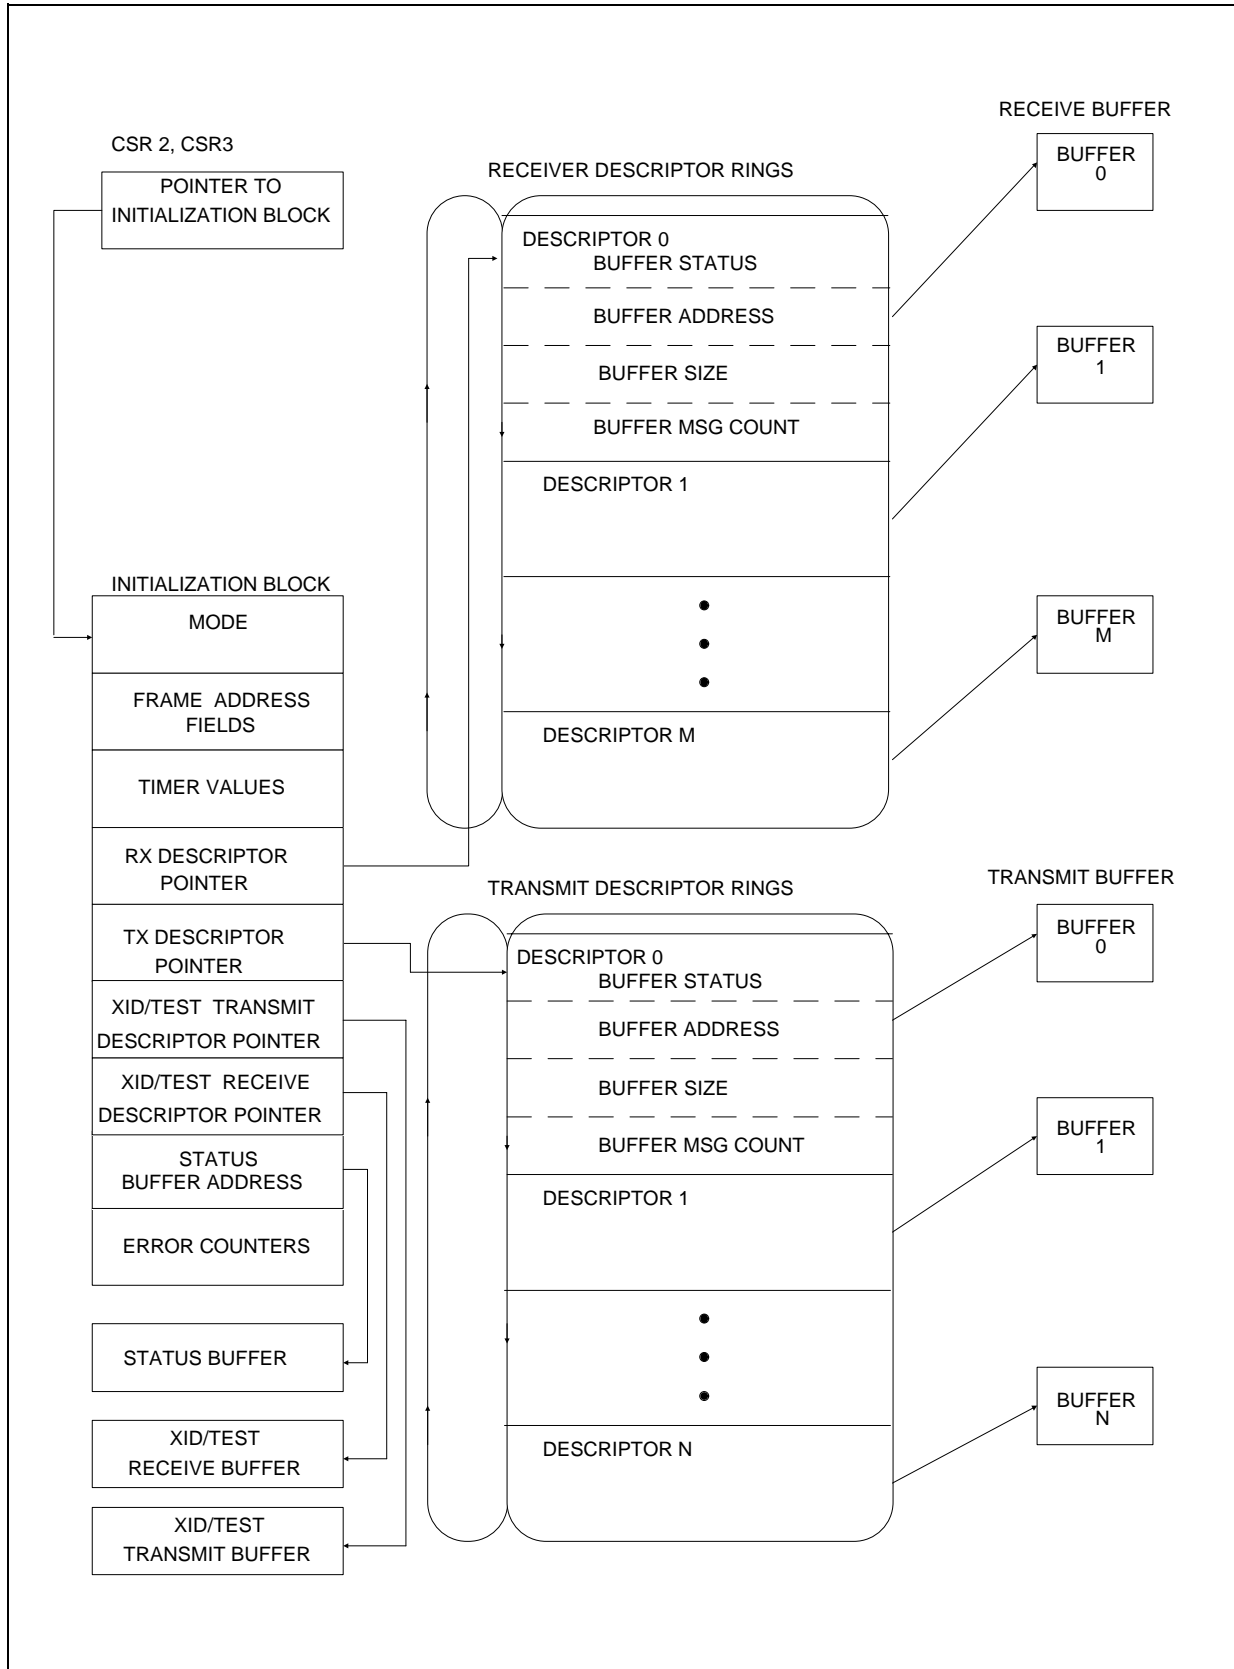 CSR 2, CSR3
POINTER TO
INITIALIZATION BLOCK
INITIALIZATION BLOCK
MODE
FRAME ADDRESS
FIELDS
TIMER VALUES
RX DESCRIPTOR
POINTER
TX DESCRIPTOR
POINTER
XID/TEST TRANSMIT
DESCRIPTOR POINTER
XID/TEST RECEIVE
DESCRIPTOR POINTER
STATUS
BUFFER ADDRESS
ERROR COUNTERS
STATUS BUFFER
XID/TEST
RECEIVE BUFFER
XID/TEST
TRANSMIT BUFFER
RECEIVER DESCRIPTOR RINGS
DESCRIPTOR 0
BUFFER STATUS
BUFFER ADDRESS
BUFFER SIZE
BUFFER MSG COUNT
DESCRIPTOR 1
DESCRIPTOR M
RECEIVE BUFFER
BUFFER
0
BUFFER
1
BUFFER
M
TRANSMIT DESCRIPTOR RINGS
DESCRIPTOR 0
BUFFER STATUS
BUFFER ADDRESS
BUFFER SIZE
BUFFER MSG COUNT
DESCRIPTOR 1
DESCRIPTOR N
TRANSMIT BUFFER
BUFFER
0
BUFFER
1
BUFFER
N